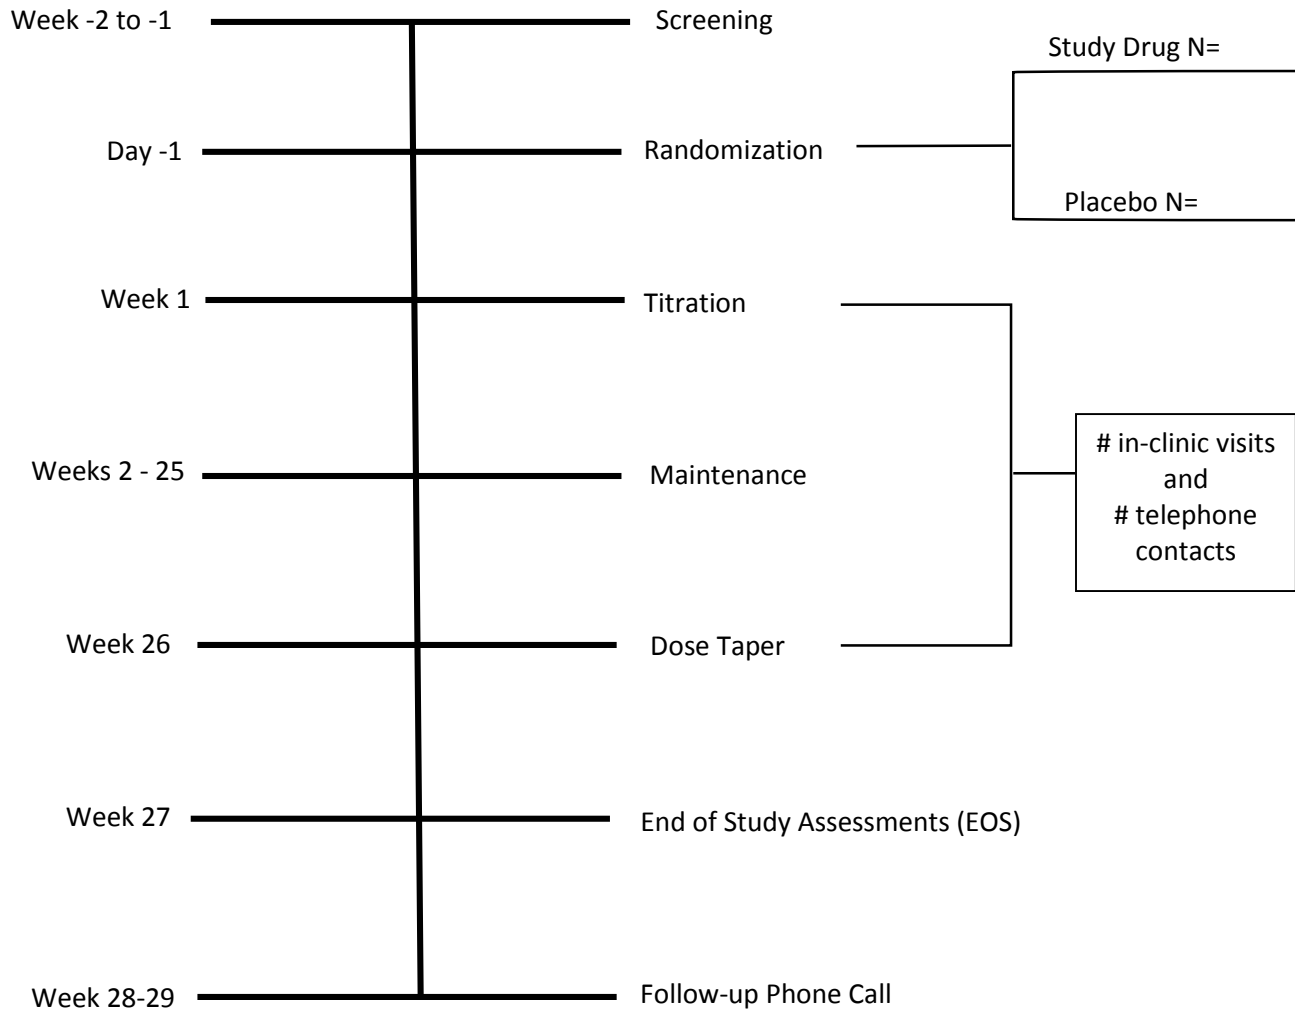 Week -2 to -1
Screening
Study Drug N=
Day -1
Randomization
Placebo N=
Week 1
Titration
Weeks 2 - 25
Maintenance
# in-clinic visits
and
# telephone
contacts
Week 26
Dose Taper
Week 27
End of Study Assessments (EOS)
Week 28-29
Follow-up Phone Call